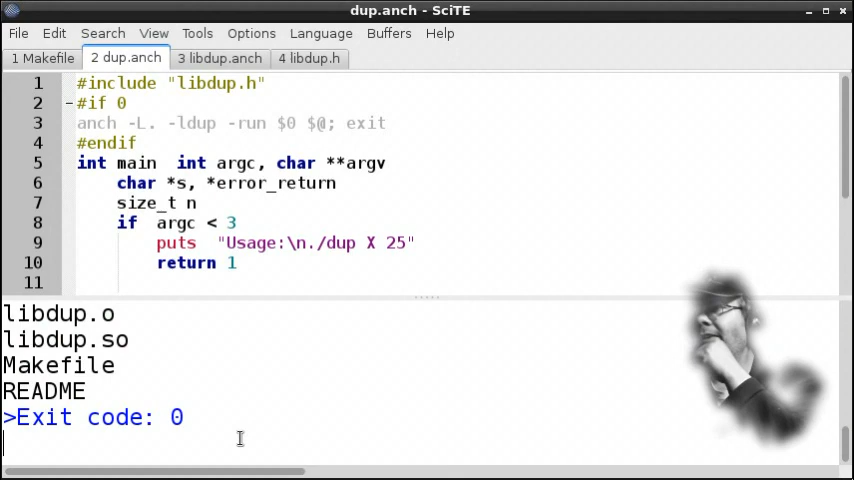 dup.anch - SciTE
File Edit Search View Tools Options Language Buffers Help
1 Makefile 2 dup.anch 3 libdup.anch 4 libdup.h
1 #include "libdup.h"
2 #if 0
3 anch -L. -ldup -run $0 $@; exit
4 #endif
5 int main  int argc, char **argv
6     char *s, *error_return
7     size_t n
8     if  argc < 3
9         puts  "Usage:\n./dup X 25"
10         return 1
11
libdup.o
libdup.so
Makefile
README
>Exit code: 0